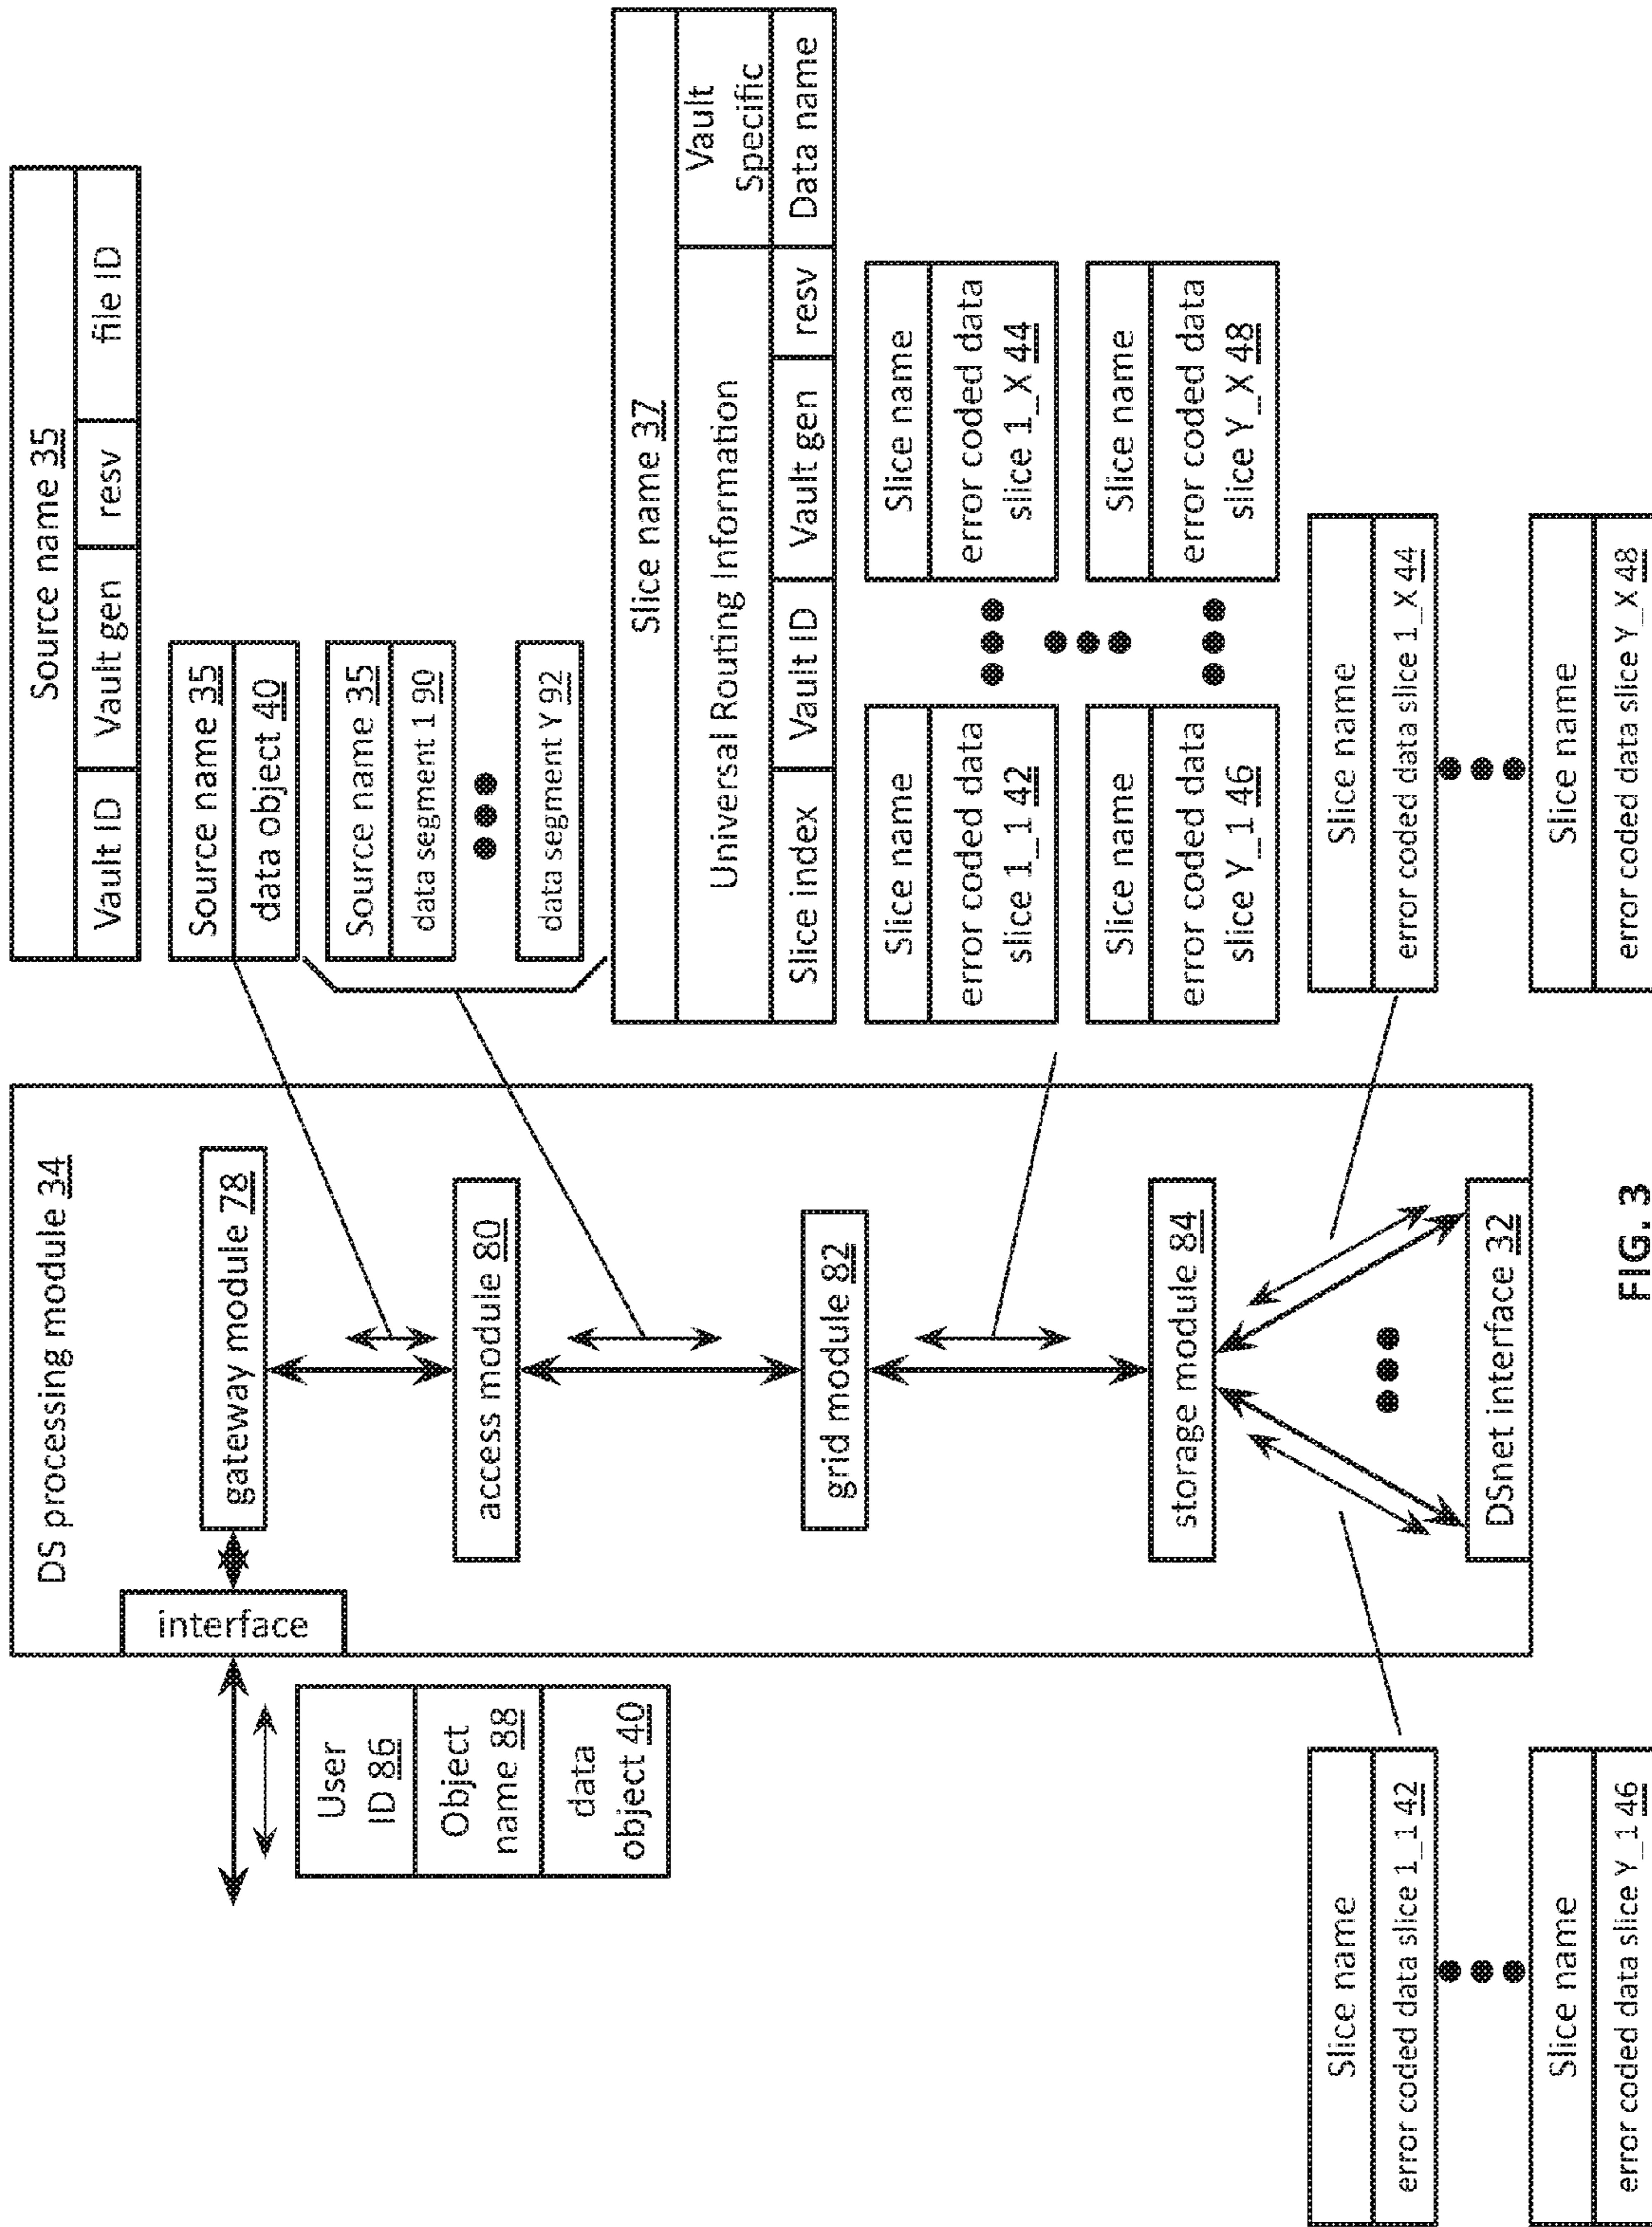 DS processing module 34
interface
gateway module 78
access module 80
grid module 82
storage module 84
DSnet interface 32
User
ID 86
Object
name 88
data
object 40
Source name 35
Vault ID
Vault gen
resv
file ID
Source name 35
data object 40
Source name 35
data segment 1 90
data segment Y 92
Slice name 37
Universal Routing Information
Vault
Specific
Slice index
Vault ID
Vault gen
resv
Data name
Slice name
error coded data
slice 1_1 42
Slice name
error coded data
slice 1_X 44
Slice name
error coded data
slice Y_1 46
Slice name
error coded data
slice Y_X 48
Slice name
error coded data slice 1_1 42
Slice name
error coded data slice Y_1 46
Slice name
error coded data slice 1_X 44
Slice name
error coded data slice Y_X 48
FIG. 3